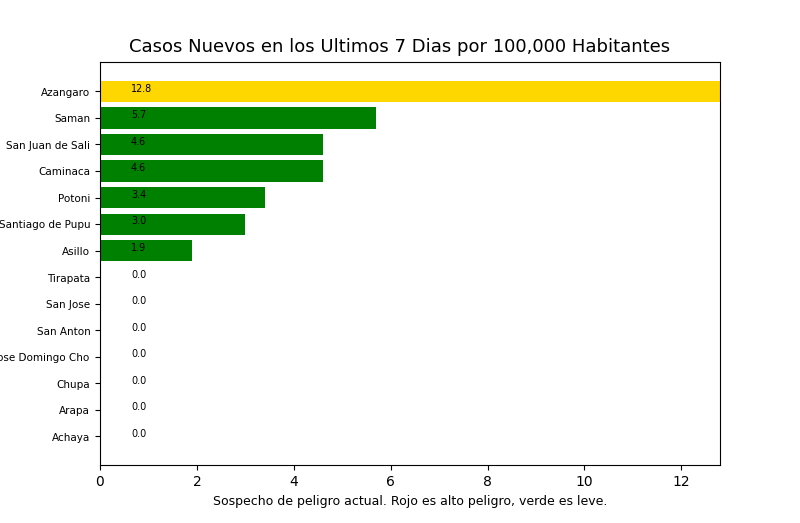 Casos Nuevos en los Ultimos 7 Dias por 100,000 Habitantes
Azangaro 12.8
Saman 5.7
San Juan de Sali 4.6
Caminaca 4.6
Potoni 3.4
Santiago de Pupu 3.0
Asillo 1.9
Tirapata 0.0
San Jose 0.0
San Anton 0.0
ose Domingo Cho 0.0
Chupa 0.0
Arapa 0.0
Achaya 0.0
0 2 4 6 8 10 12
Sospecho de peligro actual. Rojo es alto peligro, verde es leve.